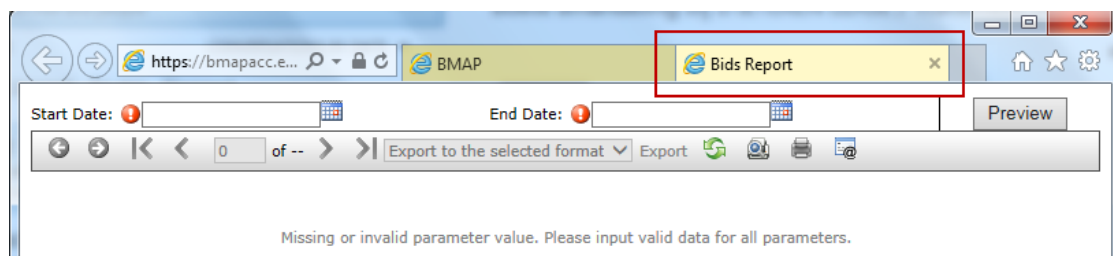 https://bmapacc.e...
BMAP
Bids Report
Start Date:
End Date:
Preview
0 of -- Export to the selected format Export
Missing or invalid parameter value. Please input valid data for all parameters.